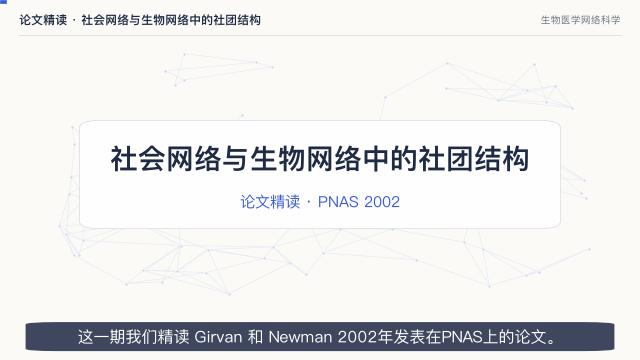 论文精读 · 社会网络与生物网络中的社团结构
生物医学网络科学
社会网络与生物网络中的社团结构
论文精读 · PNAS 2002
这一期我们精读 Girvan 和 Newman 2002年发表在PNAS上的论文。